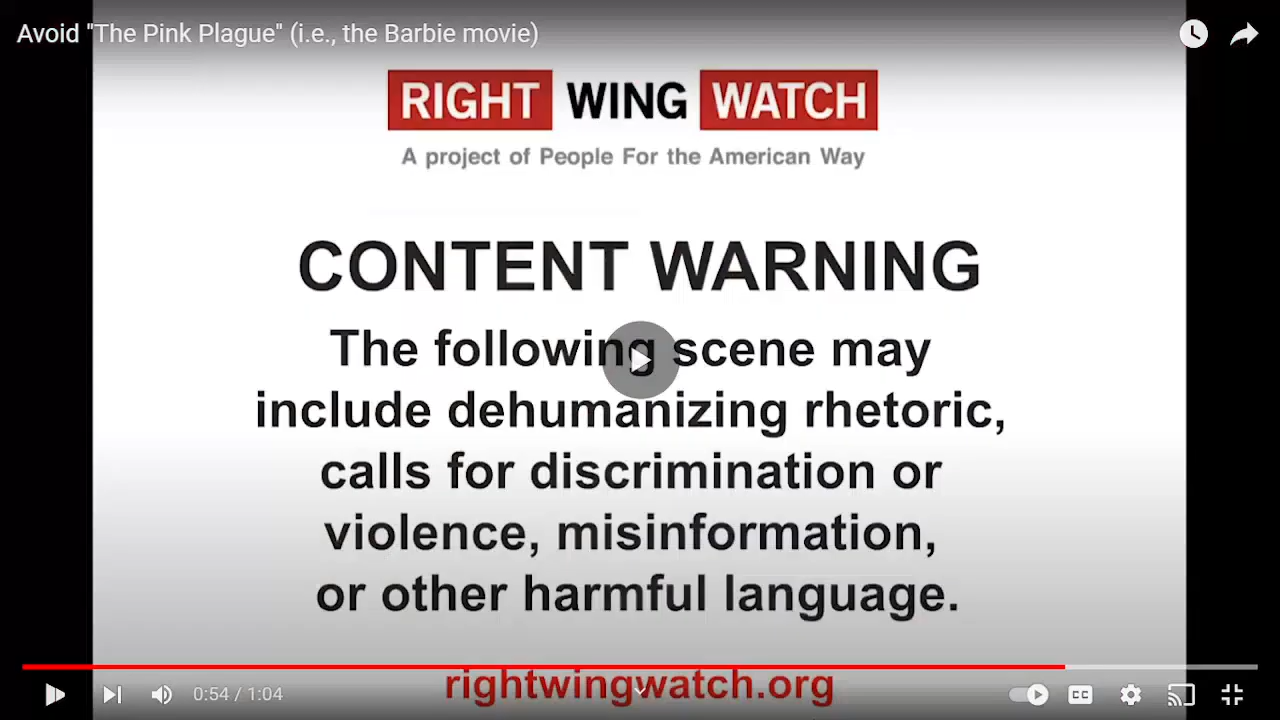 Avoid "The Pink Plague" (i.e., the Barbie movie)
RIGHT WING WATCH
A project of People For the American Way
CONTENT WARNING
The following scene may
include dehumanizing rhetoric,
calls for discrimination or
violence, misinformation,
or other harmful language.
rightwingwatch.org
0:54 / 1:04
CC